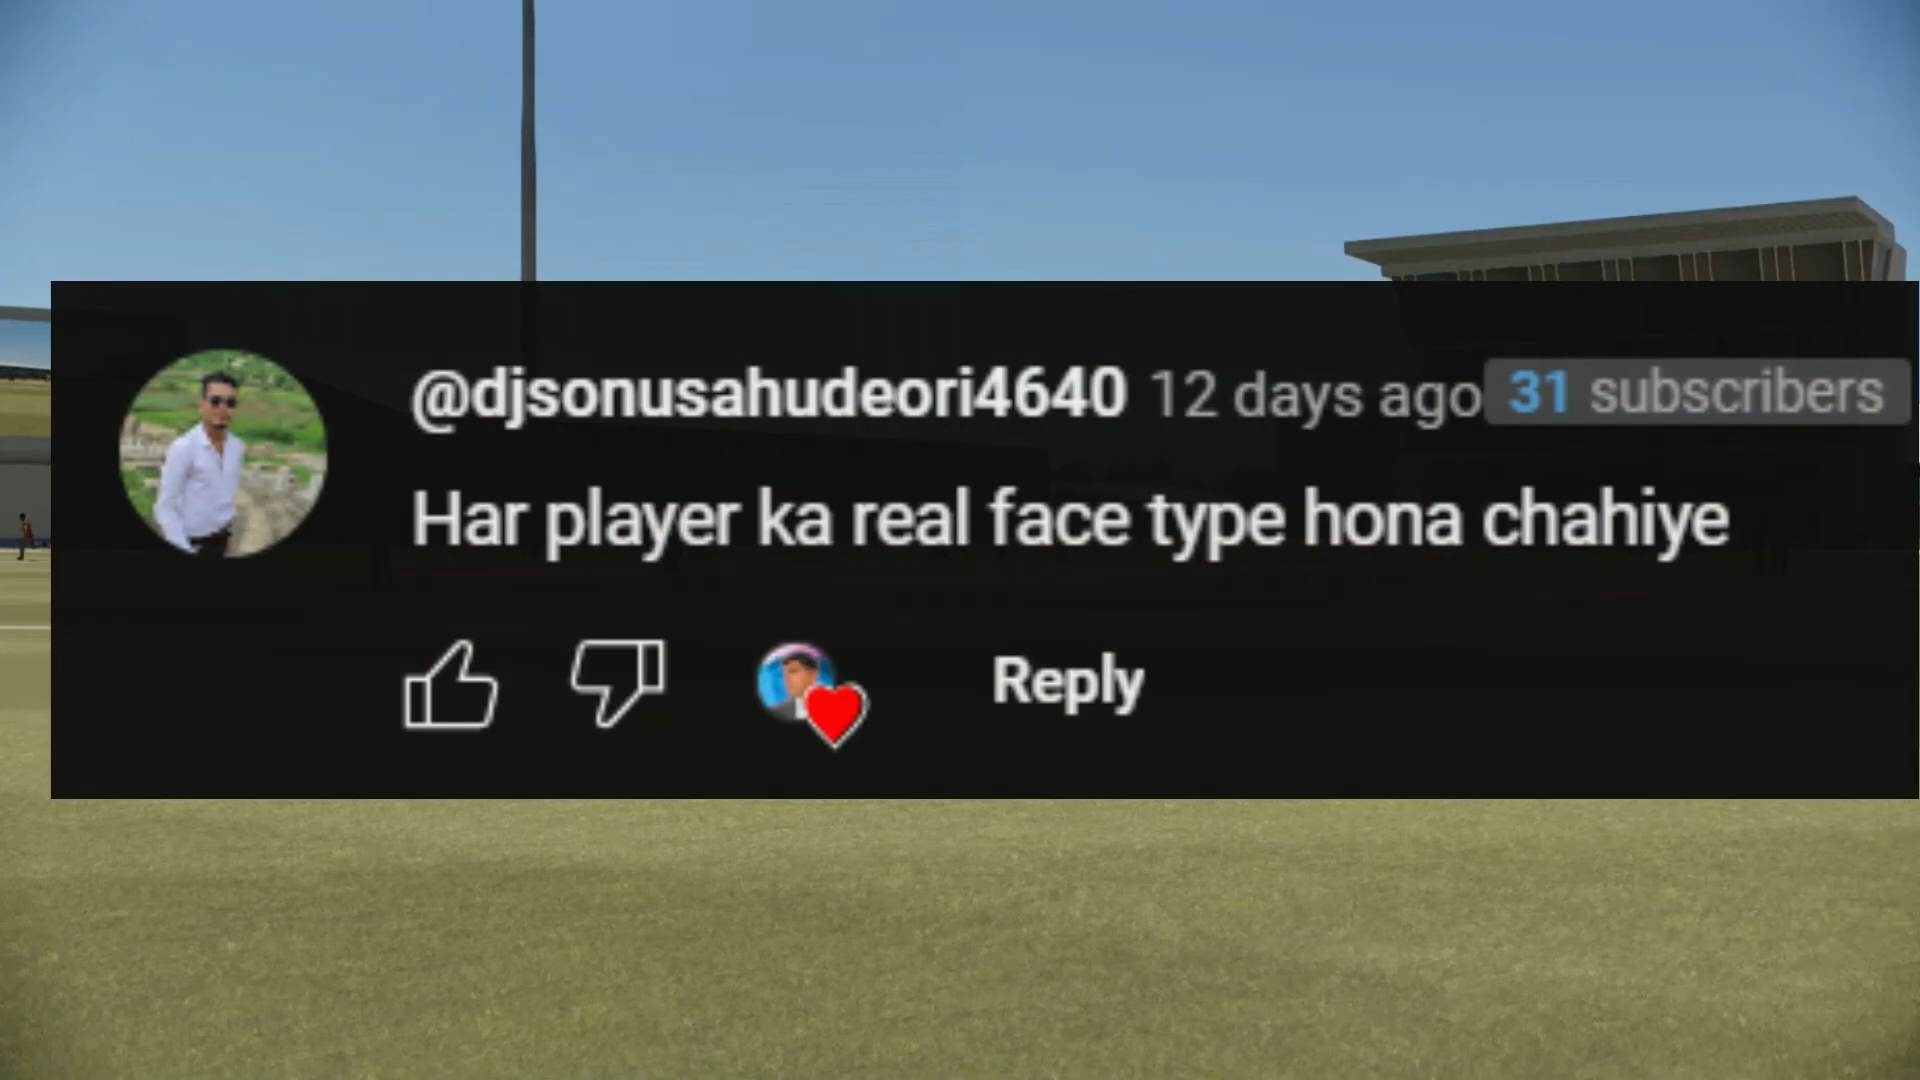 @djsonusahudeori4640 12 days ago 31 subscribers
Har player ka real face type hona chahiye
Reply